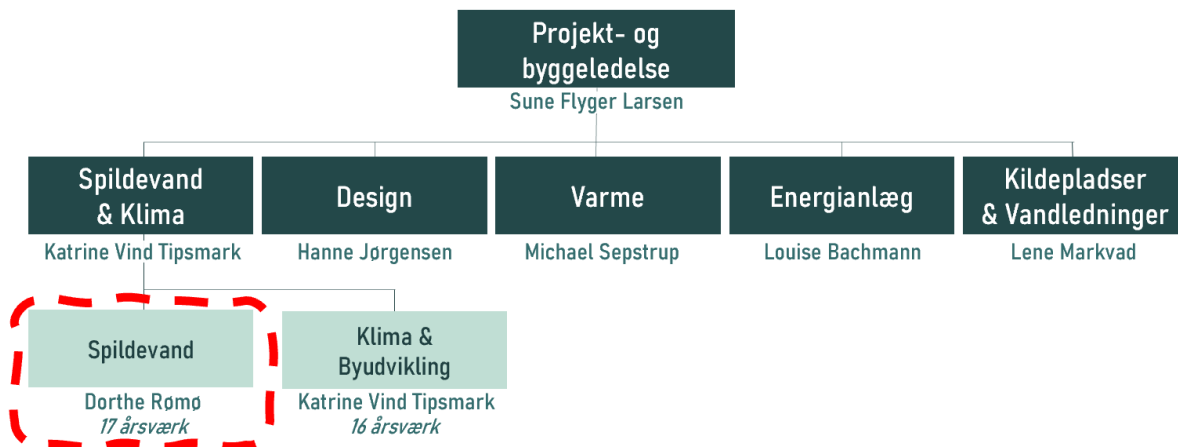 Projekt- og
byggeledelse
Sune Flyger Larsen
Spildevand
& Klima
Katrine Vind Tipsmark
Design
Hanne Jørgensen
Varme
Michael Sepstrup
Energianlæg
Louise Bachmann
Kildepladser
& Vandledninger
Lene Markvad
Spildevand
Dorthe Rømø
17 årsværk
Klima &
Byudvikling
Katrine Vind Tipsmark
16 årsværk